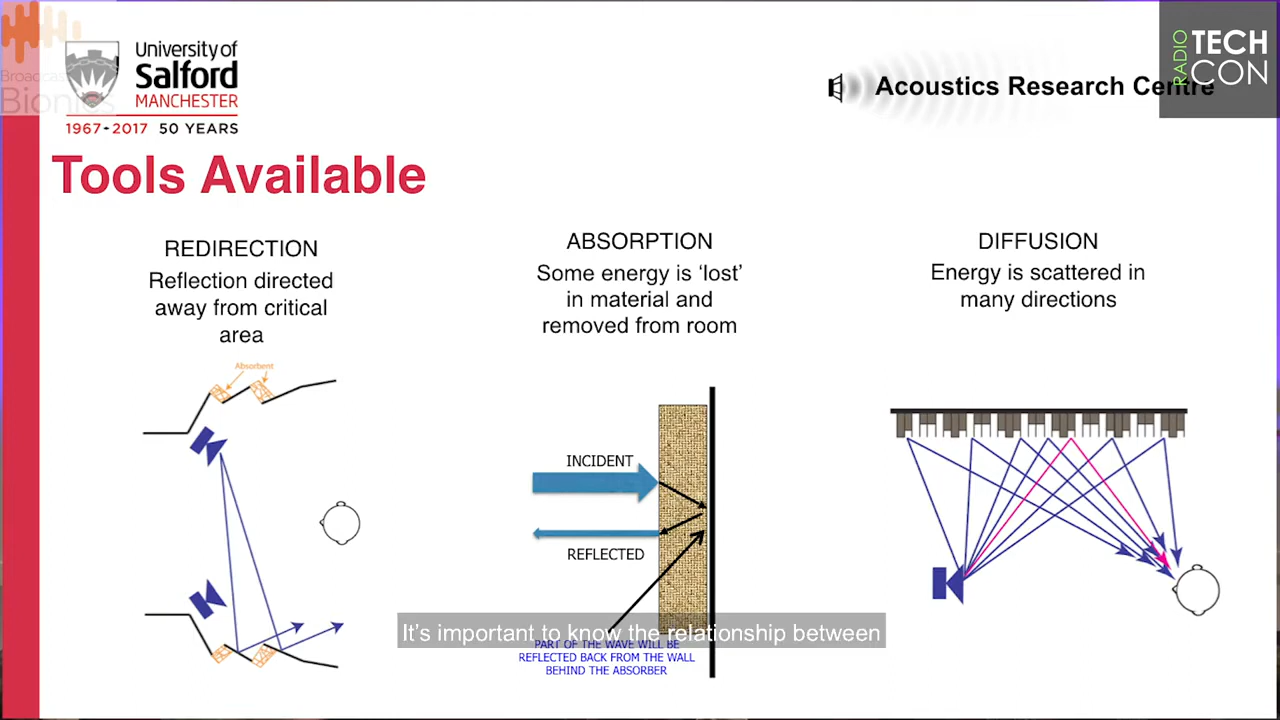 Broadcast
Bionics
University of
Salford
MANCHESTER
1967-2017 50 YEARS
Acoustics Research Centre
RADIO
TECH
CON
Tools Available
REDIRECTION
Reflection directed
away from critical
area
Absorbent
ABSORPTION
Some energy is ‘lost’
in material and
removed from room
INCIDENT
REFLECTED
PART OF THE WAVE WILL BE
REFLECTED BACK FROM THE WALL
BEHIND THE ABSORBER
DIFFUSION
Energy is scattered in
many directions
It's important to know the relationship between